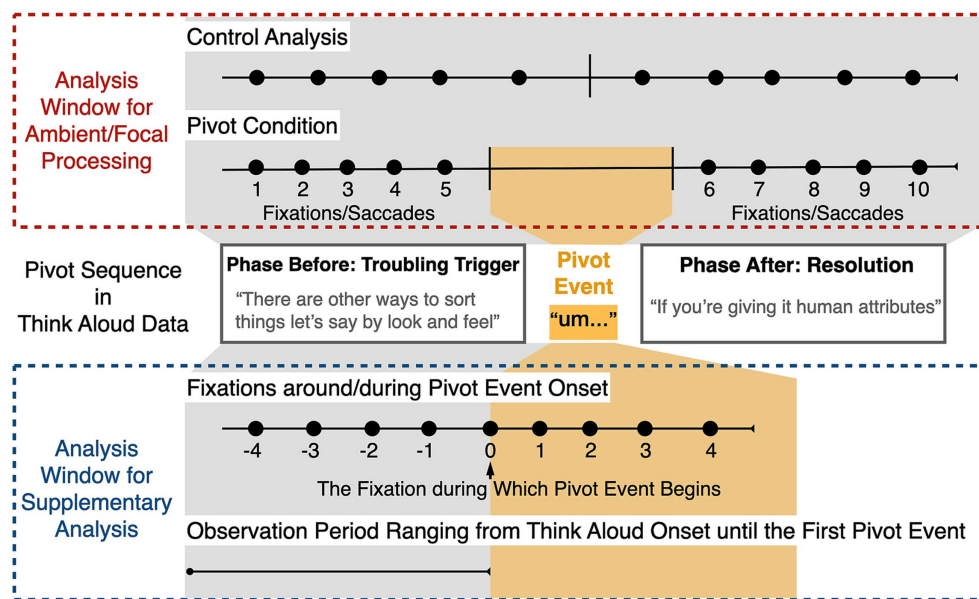 Analysis
Window for
Ambient/Focal
Processing
Control Analysis
Pivot Condition
1 2 3 4 5 6 7 8 9 10
Fixations/Saccades Fixations/Saccades
Pivot Sequence
in
Think Aloud Data
Phase Before: Troubling Trigger
“There are other ways to sort
things let’s say by look and feel”
Pivot
Event
“um...”
Phase After: Resolution
“If you’re giving it human attributes”
Analysis
Window for
Supplementary
Analysis
Fixations around/during Pivot Event Onset
-4 -3 -2 -1 0 1 2 3 4
The Fixation during Which Pivot Event Begins
Observation Period Ranging from Think Aloud Onset until the First Pivot Event